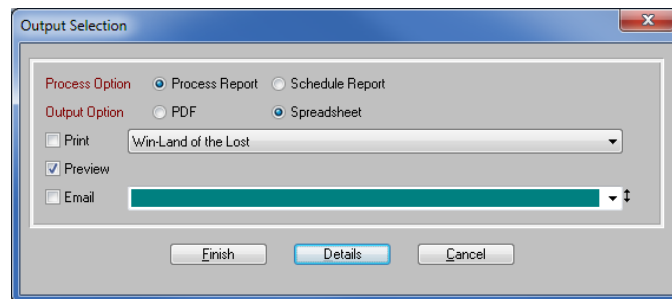 Output Selection
Process Option Process Report Schedule Report
Output Option PDF Spreadsheet
Print Win-Land of the Lost
Preview
Email
Finish Details Cancel